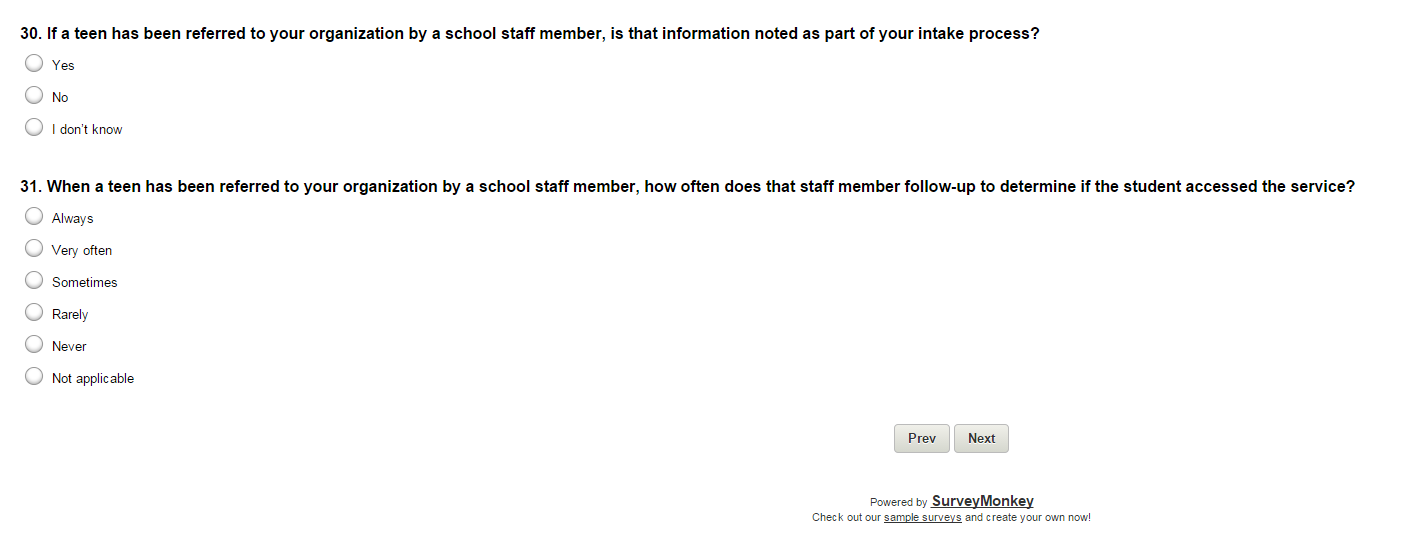 30. If a teen has been referred to your organization by a school staff member, is that information noted as part of your intake process?
Yes
No
I don't know
31. When a teen has been referred to your organization by a school staff member, how often does that staff member follow-up to determine if the student accessed the service?
Always
Very often
Sometimes
Rarely
Never
Not applicable
Prev Next
Powered by SurveyMonkey
Check out our sample surveys and create your own now!